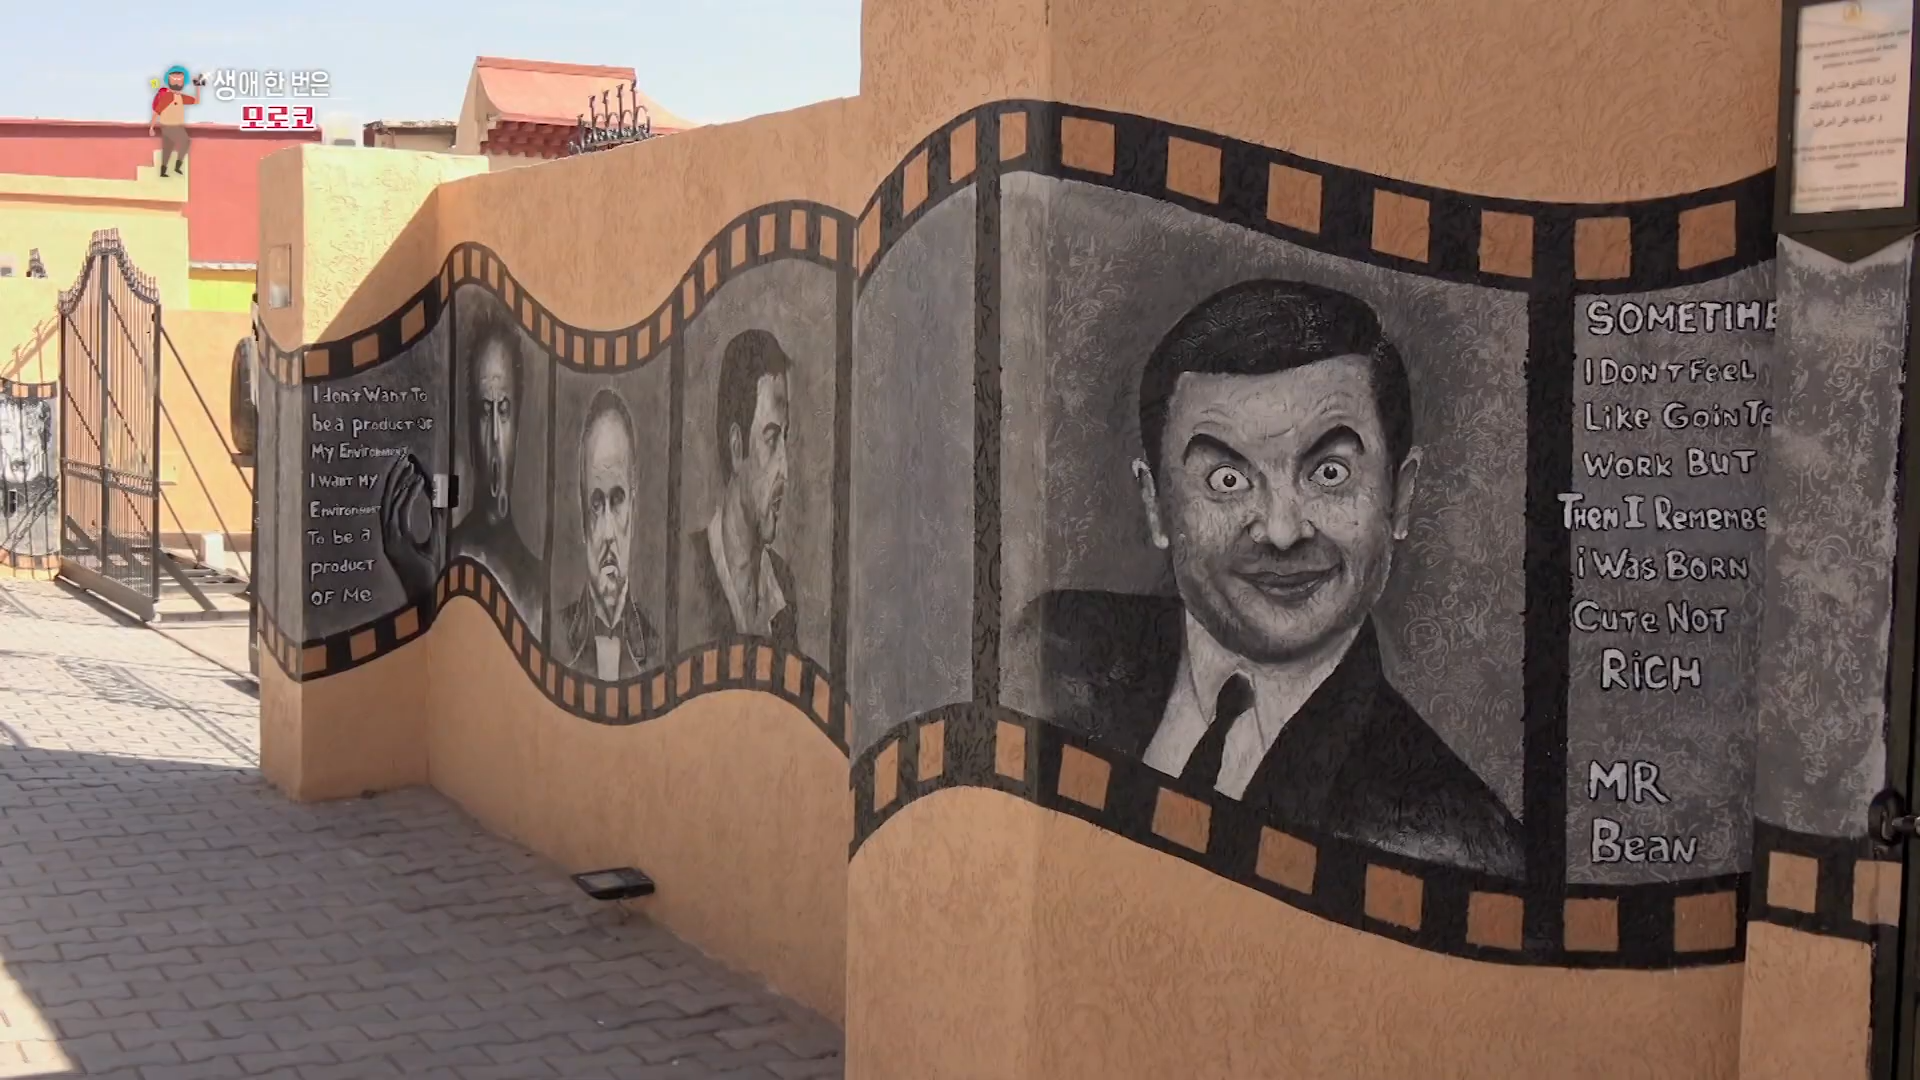 생애 한 번은
모로코
I don't Want To
be a product OF
My Environment
I Want My
Environment
To be a
product
OF Me
SOMETIME
I DON'T FEEL
Like GoinTo
WORK BUT
Then I Remembe
i Was BORN
Cute Not
RiCH
MR
Bean